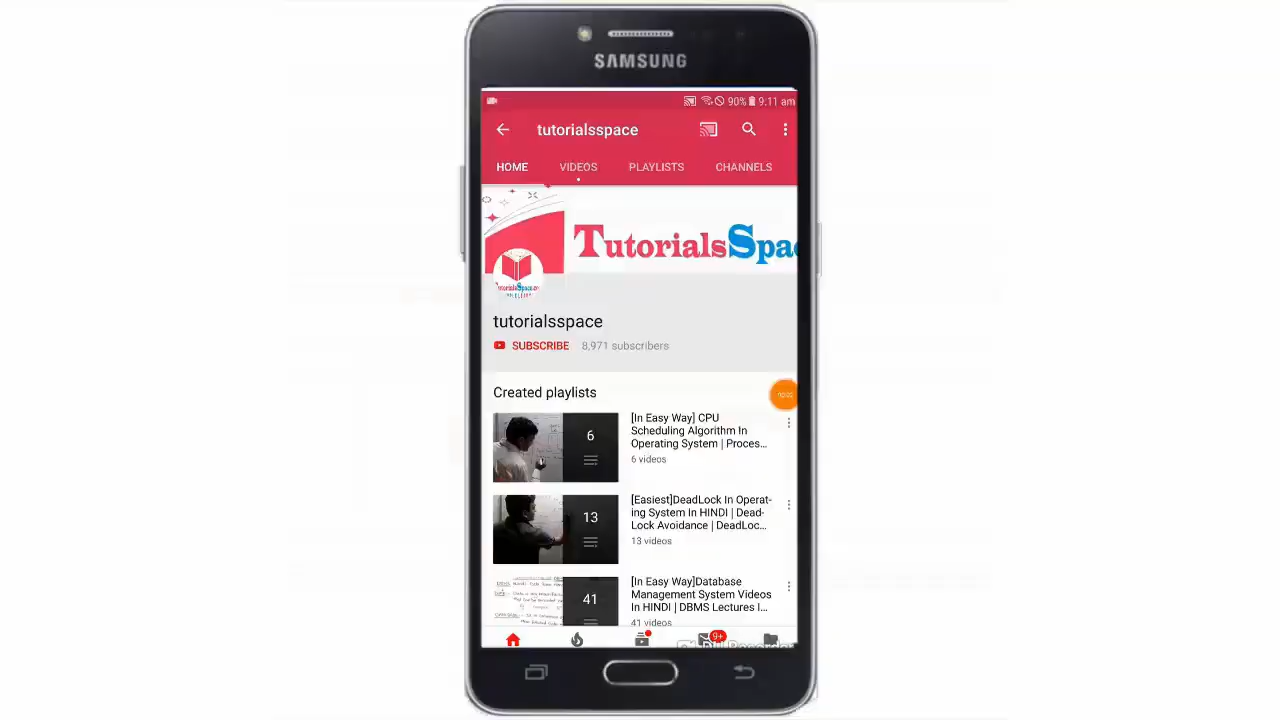 SAMSUNG
90% 9.11 am
tutorialsspace
HOME VIDEOS PLAYLISTS CHANNELS
TutorialsSpac
tutorialsspace
SUBSCRIBE 8,971 subscribers
Created playlists
6
[In Easy Way] CPU
Scheduling Algorithm In
Operating System | Proces...
6 videos
13
[Easiest]DeadLock In Operat-
ing System In HINDI | Dead-
Lock Avoidance | DeadLoc...
13 videos
41
[In Easy Way]Database
Management System Videos
In HINDI | DBMS Lectures I...
41 videos
9+